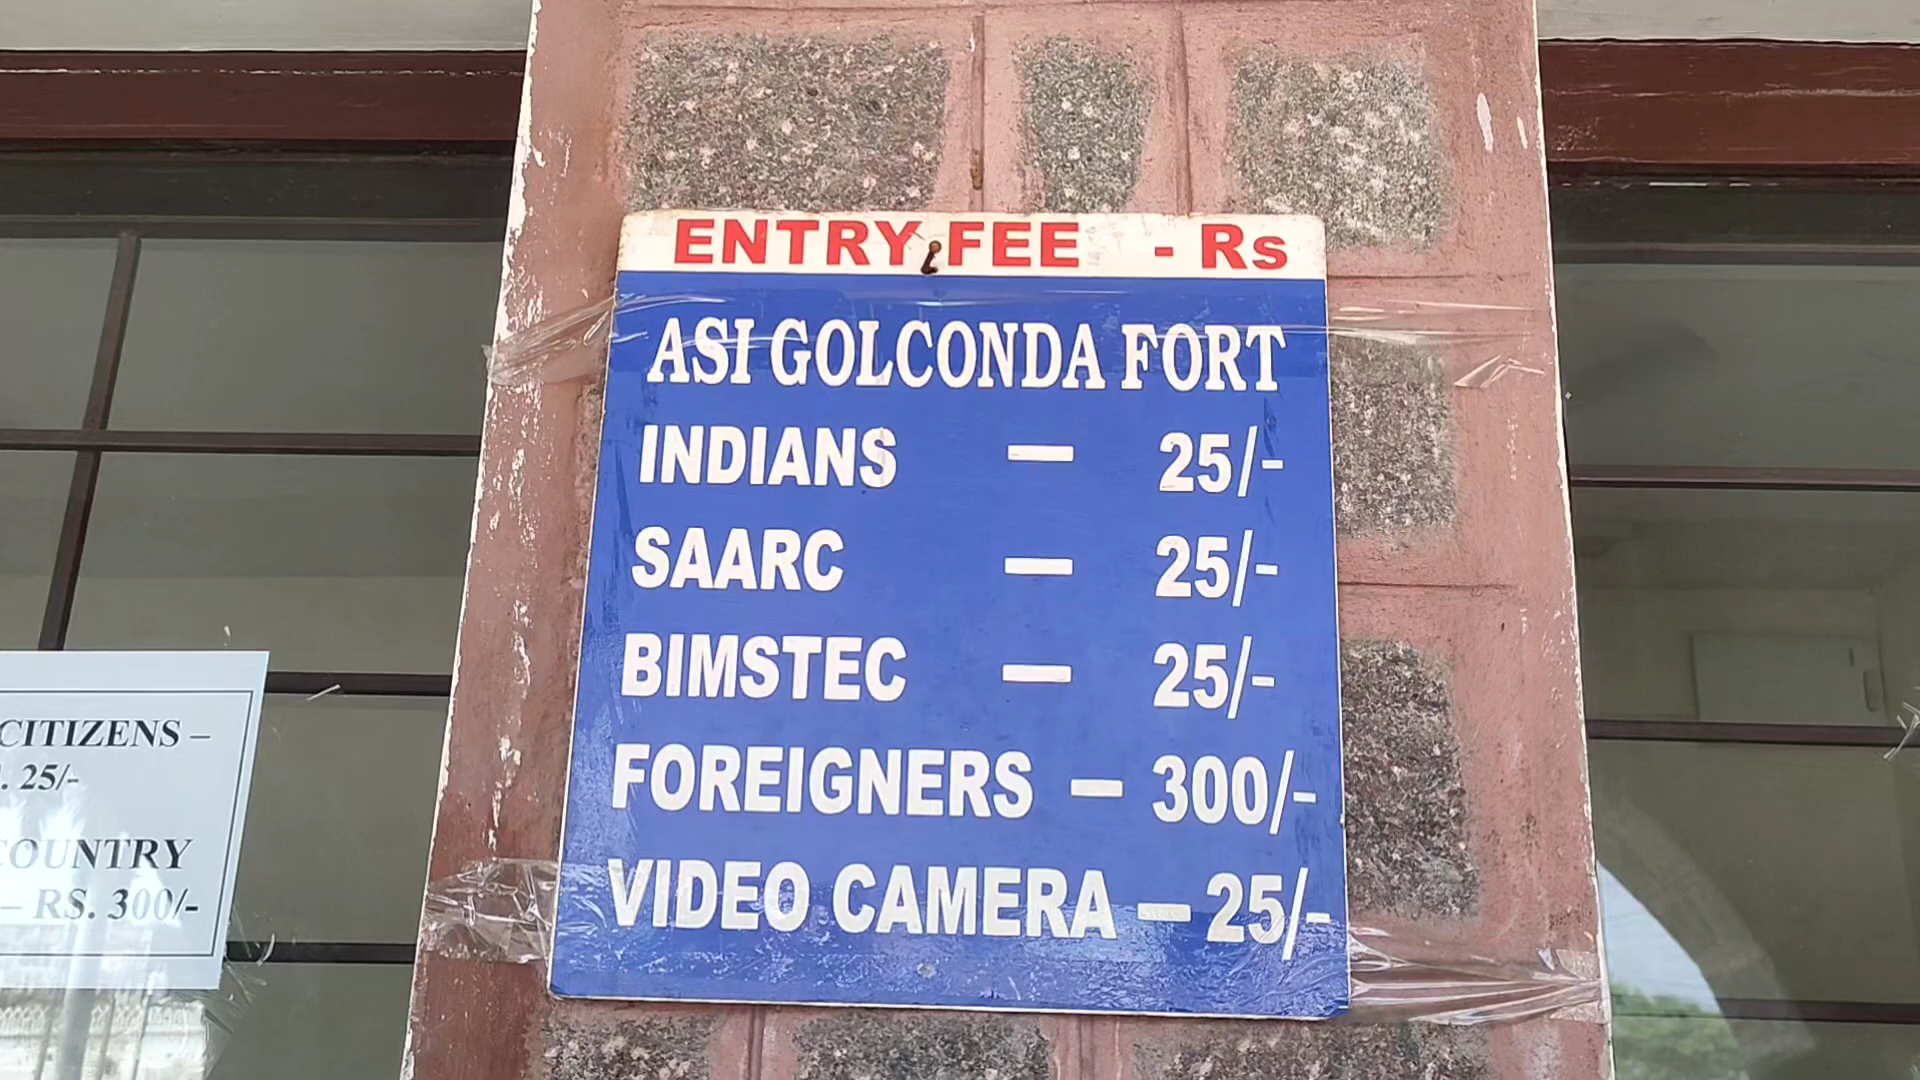 ENTRY FEE - Rs
ASI GOLCONDA FORT
INDIANS — 25/-
SAARC — 25/-
BIMSTEC — 25/-
FOREIGNERS — 300/-
VIDEO CAMERA — 25/-
CITIZENS –
. 25/-
COUNTRY
– RS. 300/-